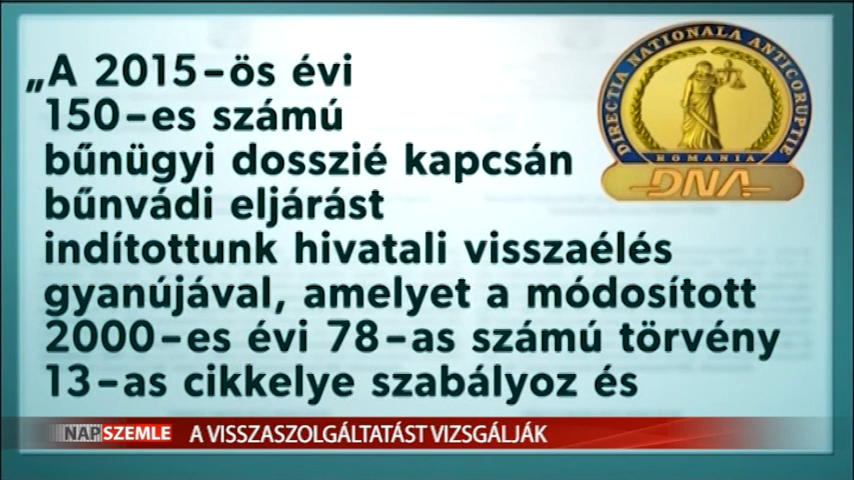 „A 2015-ös évi
150-es számú
bűnügyi dosszié kapcsán
bűnvádi eljárást
indítottunk hivatali visszaélés
gyanújával, amelyet a módosított
2000-es évi 78-as számú törvény
13-as cikkelye szabályoz és
DIRECTIA NATIONALA ANTICORUPTIE
ROMANIA
DNA
NAPSZEMLE A VISSZASZOLGÁLTATÁST VIZSGÁLJÁK